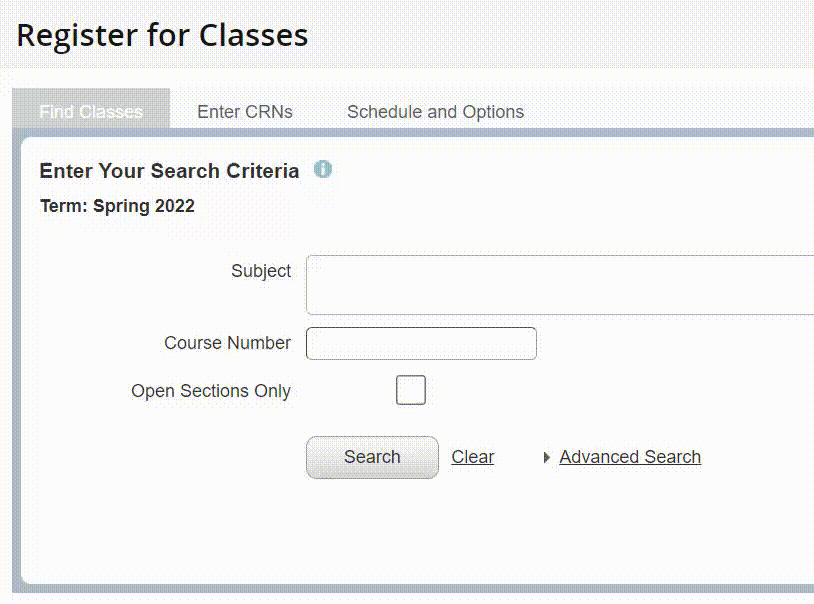 Register for Classes
Find Classes Enter CRNs Schedule and Options
Enter Your Search Criteria
Term: Spring 2022
Subject
Course Number
Open Sections Only
Search Clear Advanced Search